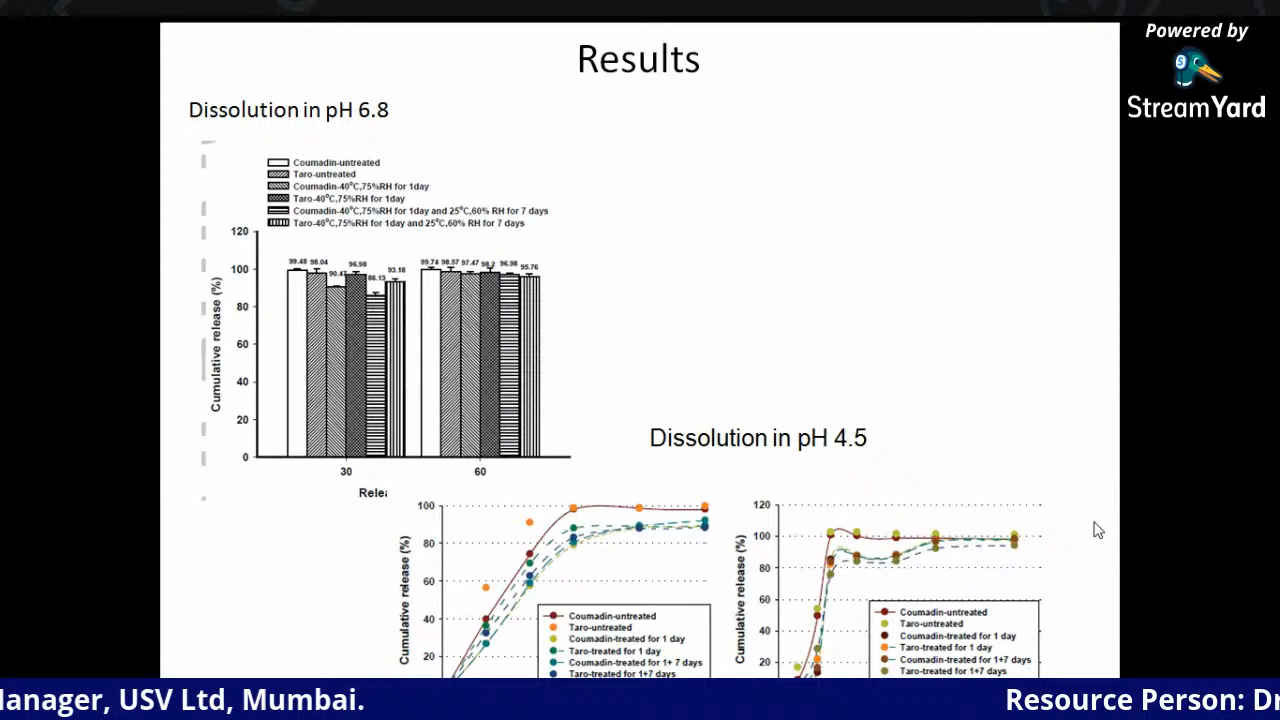 Powered by
StreamYard
Results
Dissolution in pH 6.8
Coumadin-untreated
Taro-untreated
Coumadin-40°C,75%RH for 1day
Taro-40°C,75%RH for 1day
Coumadin-40°C,75%RH for 1day and 25°C,60% RH for 7 days
Taro-40°C,75%RH for 1day and 25°C,60% RH for 7 days
Cumulative release (%)
120
100
80
60
40
20
0
99.48 98.04 90.47 96.98 86.13 93.18
99.74 98.57 97.47 98.2 96.98 95.76
30 60
Relea
Dissolution in pH 4.5
Cumulative release (%)
100
80
60
40
20
Coumadin-untreated
Taro-untreated
Coumadin-treated for 1 day
Taro-treated for 1 day
Coumadin-treated for 1+ 7 days
Taro-treated for 1+7 days
Cumulative release (%)
120
100
80
60
40
20
Coumadin-untreated
Taro-untreated
Coumadin-treated for 1 day
Taro-treated for 1 day
Coumadin-treated for 1+7 days
Taro-treated for 1+7 days
Manager, USV Ltd, Mumbai.
Resource Person: Dr